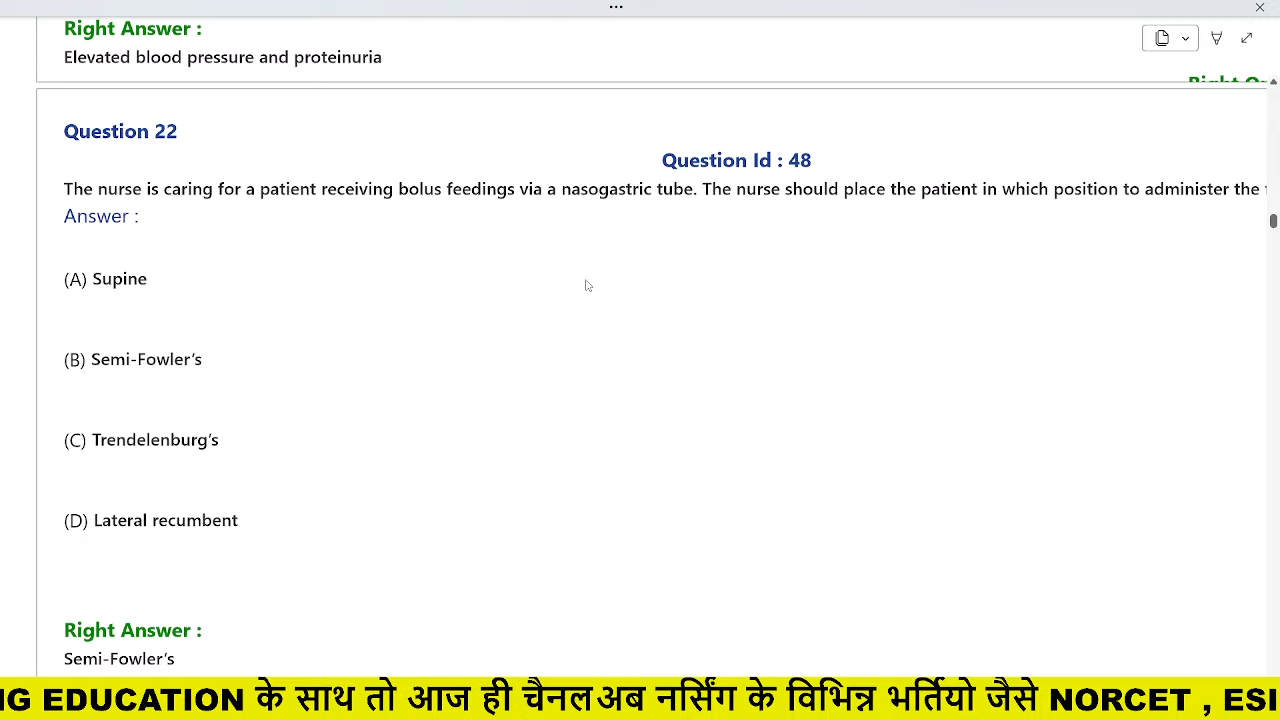 Right Answer :
Elevated blood pressure and proteinuria
Question 22
Question Id : 48
The nurse is caring for a patient receiving bolus feedings via a nasogastric tube. The nurse should place the patient in which position to administer the
Answer :
(A) Supine
(B) Semi-Fowler’s
(C) Trendelenburg’s
(D) Lateral recumbent
Right Answer :
Semi-Fowler’s
EDUCATION के साथ तो आज ही चैनलअब नर्सिंग के विभिन्न भर्तियो जैसे NORCET , ESI